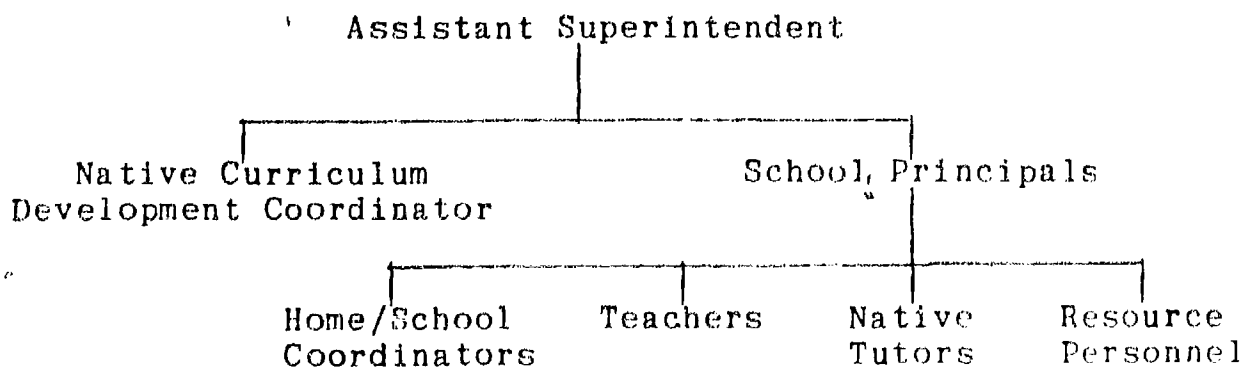 Assistant Superintendent
Native Curriculum
Development Coordinator
School Principals
Home/School
Coordinators
Teachers
Native
Tutors
Resource
Personnel